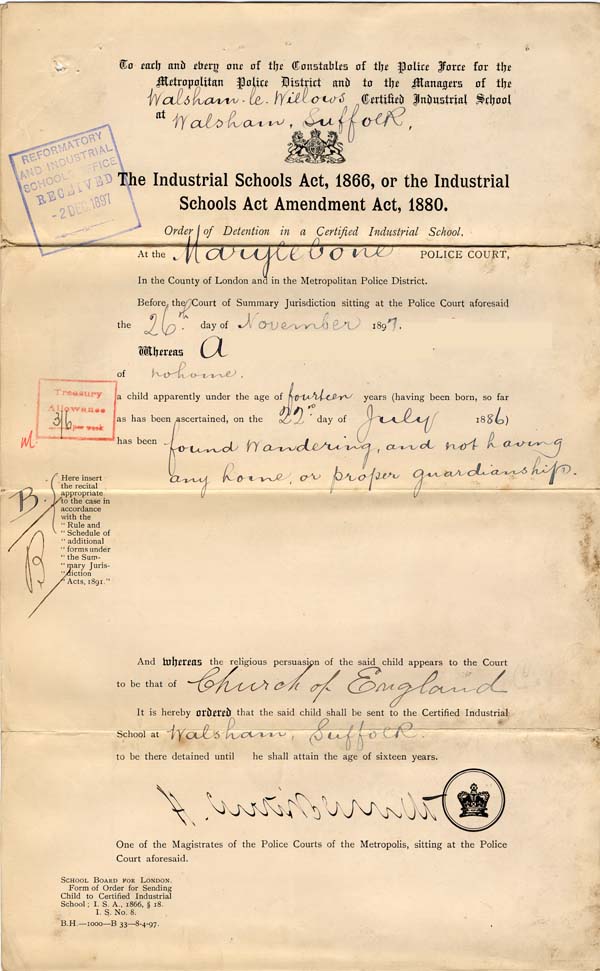 To each and every one of the Constables of the Police Force for the
Metropolitan Police District and to the Managers of the
Walsham-le-Willows Certified Industrial School
at Walsham, Suffolk,
REFORMATORY
AND INDUSTRIAL
SCHOOLS OFFICE
RECEIVED
-2 DEC. 1897
The Industrial Schools Act, 1866, or the Industrial
Schools Act Amendment Act, 1880.
Order of Detention in a Certified Industrial School.
At the Marylebone POLICE COURT,
In the County of London and in the Metropolitan Police District.
Before the Court of Summary Jurisdiction sitting at the Police Court aforesaid
the 26th. day of November 1897.
Whereas A
of no home.
a child apparently under the age of fourteen years (having been born, so far
as has been ascertained, on the 22nd day of July 1886)
has been found wandering, and not having
any home, or proper guardianship.
Treasury
Allowance
3/6 per week
B.
B
Here insert
the recital
appropriate
to the case in
accordance
with the
" Rule and
" Schedule of
" additional
" forms under
" the Sum-
" mary Juris-
" diction
" Acts, 1891."
And whereas the religious persuasion of the said child appears to the Court
to be that of Church of England
It is hereby ordered that the said child shall be sent to the Certified Industrial
School at Walsham, Suffolk.
to be there detained until he shall attain the age of sixteen years.
One of the Magistrates of the Police Courts of the Metropolis, sitting at the Police
Court aforesaid.
SCHOOL BOARD FOR LONDON.
Form of Order for Sending
Child to Certified Industrial
School; I. S. A., 1866, § 18.
I. S. No. 8.
B.H.—1000—B 33—8-4-97.